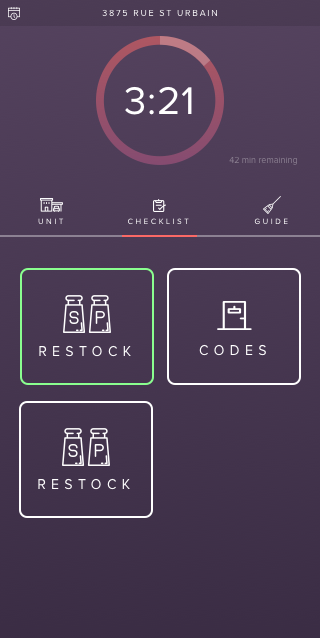 3875 RUE ST URBAIN
3:21
42 min remaining
UNIT
CHECKLIST
GUIDE
S P
RESTOCK
CODES
S P
RESTOCK